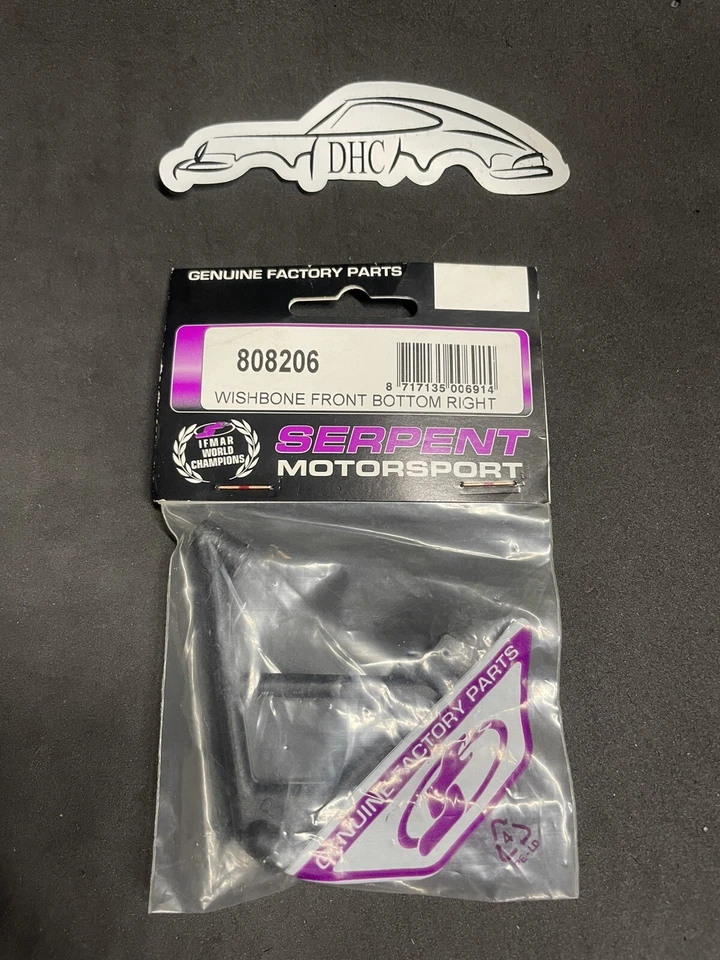 DHC
GENUINE FACTORY PARTS
808206
8 717135 006914
WISHBONE FRONT BOTTOM RIGHT
IFMAR
WORLD
CHAMPIONS
SERPENT
MOTORSPORT
GENUINE FACTORY PARTS
4
PE-LD